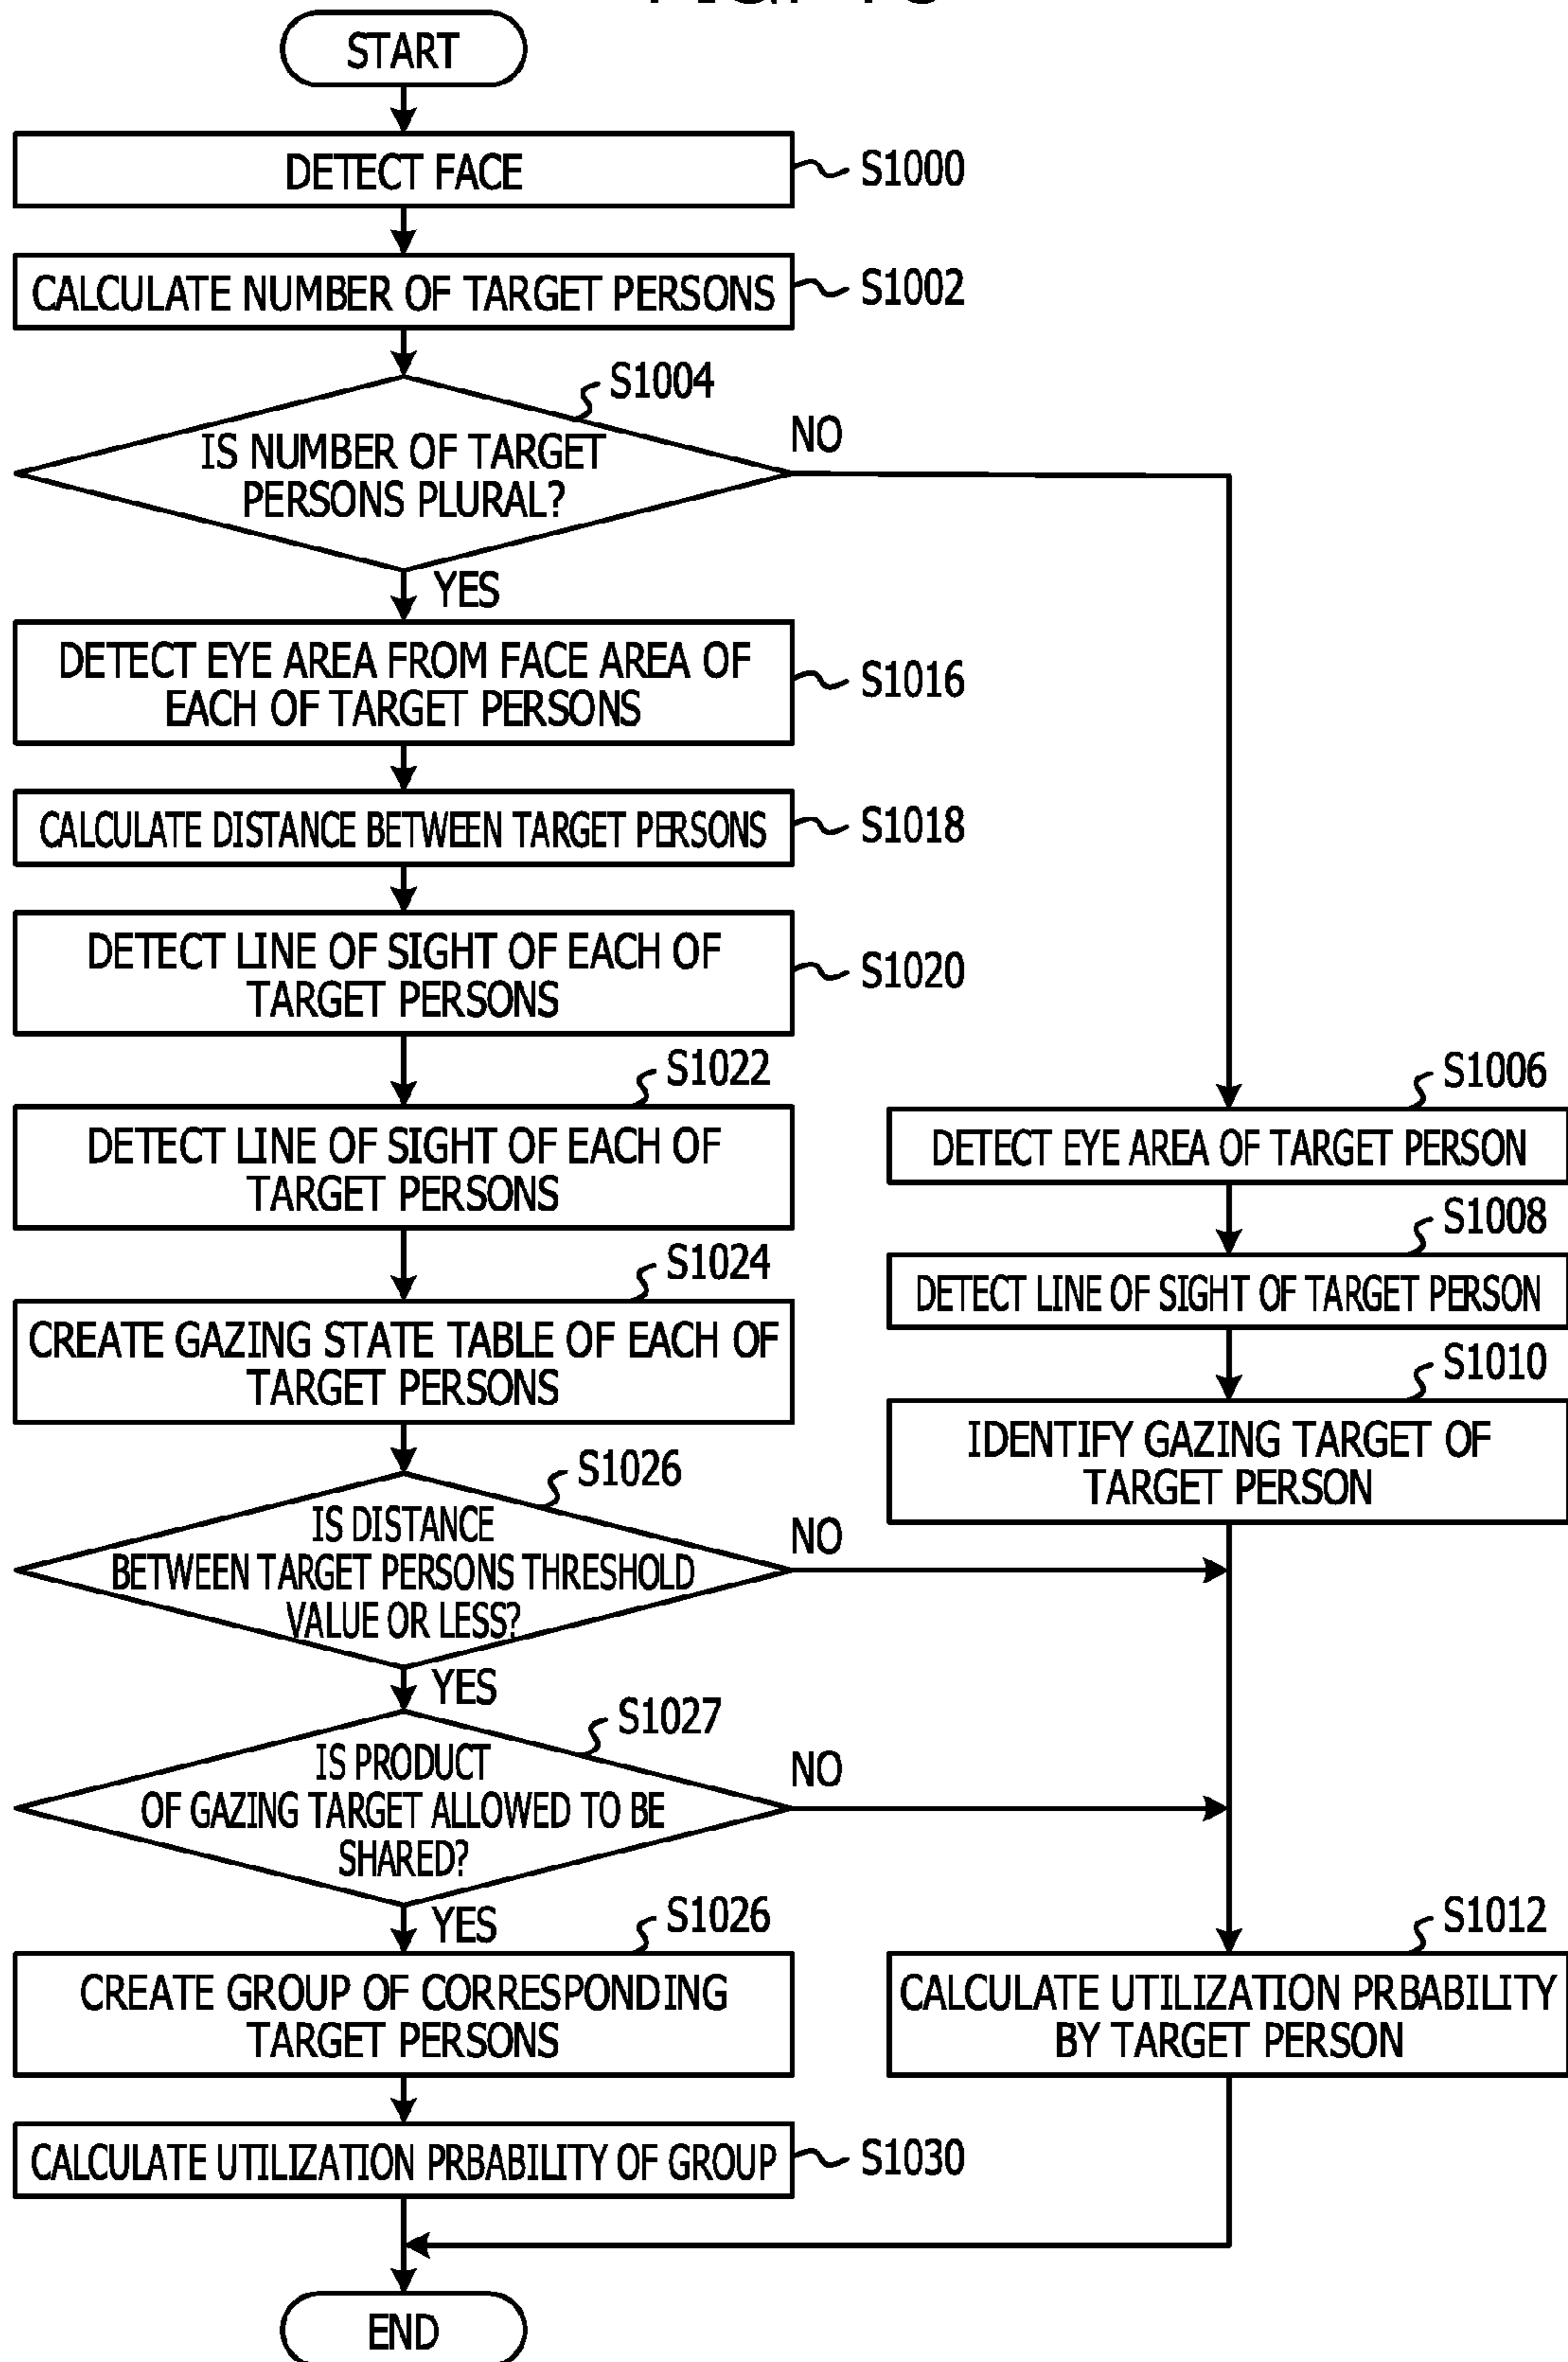 START
DETECT FACE
S1000
CALCULATE NUMBER OF TARGET PERSONS
S1002
S1004
IS NUMBER OF TARGET
PERSONS PLURAL?
NO
YES
DETECT EYE AREA FROM FACE AREA OF
EACH OF TARGET PERSONS
S1016
CALCULATE DISTANCE BETWEEN TARGET PERSONS
S1018
DETECT LINE OF SIGHT OF EACH OF
TARGET PERSONS
S1020
S1022
DETECT LINE OF SIGHT OF EACH OF
TARGET PERSONS
S1024
CREATE GAZING STATE TABLE OF EACH OF
TARGET PERSONS
S1006
DETECT EYE AREA OF TARGET PERSON
S1008
DETECT LINE OF SIGHT OF TARGET PERSON
S1010
IDENTIFY GAZING TARGET OF
TARGET PERSON
S1026
IS DISTANCE
BETWEEN TARGET PERSONS THRESHOLD
VALUE OR LESS?
NO
YES
S1027
IS PRODUCT
OF GAZING TARGET ALLOWED TO BE
SHARED?
NO
YES
S1026
CREATE GROUP OF CORRESPONDING
TARGET PERSONS
S1012
CALCULATE UTILIZATION PRBABILITY
BY TARGET PERSON
CALCULATE UTILIZATION PRBABILITY OF GROUP
S1030
END